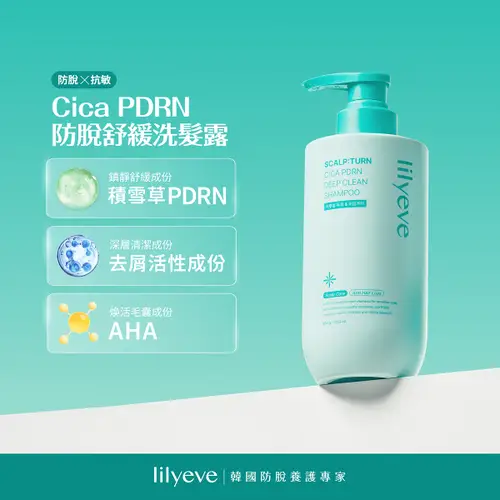 防脫×抗敏
Cica PDRN
防脫舒緩洗髮露
鎮靜舒緩成份
積雪草PDRN
深層清潔成份
去屑活性成份
煥活毛囊成份
AHA
SCALP:TURN
CICA PDRN
DEEP CLEAN
SHAMPOO
lilyeve
lilyeve | 韓國防脫養護專家